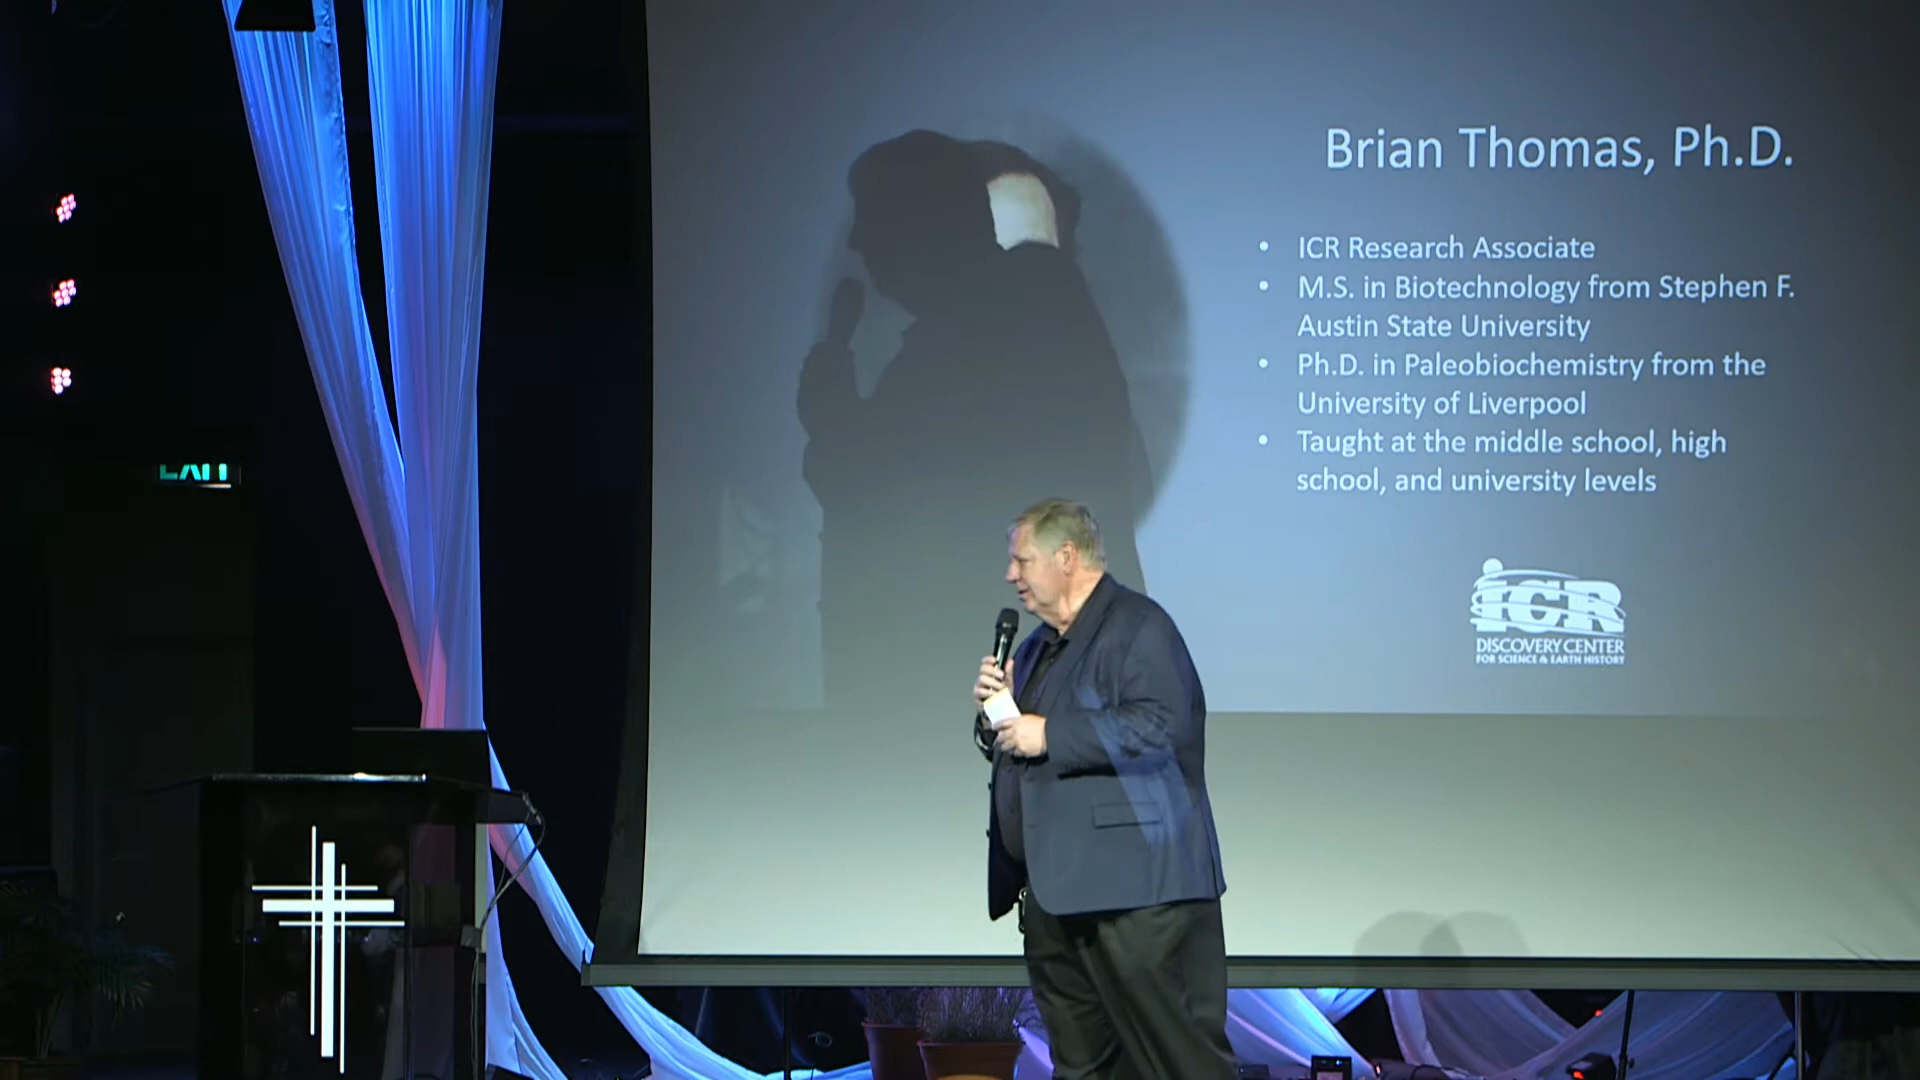 Brian Thomas, Ph.D.
• ICR Research Associate
• M.S. in Biotechnology from Stephen F.
Austin State University
• Ph.D. in Paleobiochemistry from the
University of Liverpool
• Taught at the middle school, high
school, and university levels
ICR
DISCOVERY CENTER
FOR SCIENCE & EARTH HISTORY
EXIT